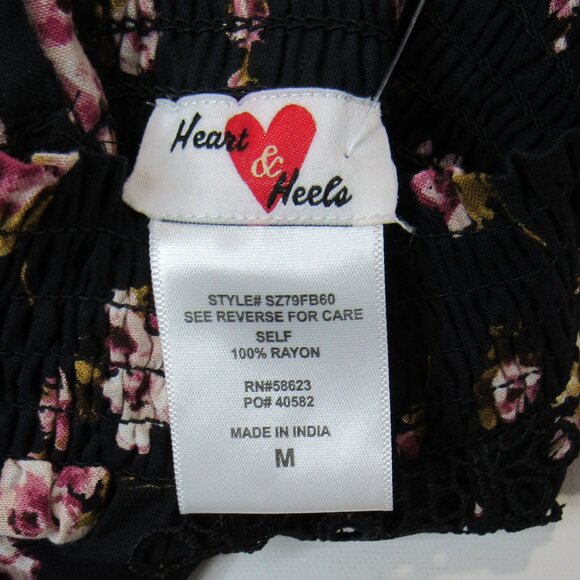 Heart
&
Heels
STYLE# SZ79FB60
SEE REVERSE FOR CARE
SELF
100% RAYON
RN#58623
PO# 40582
MADE IN INDIA
M